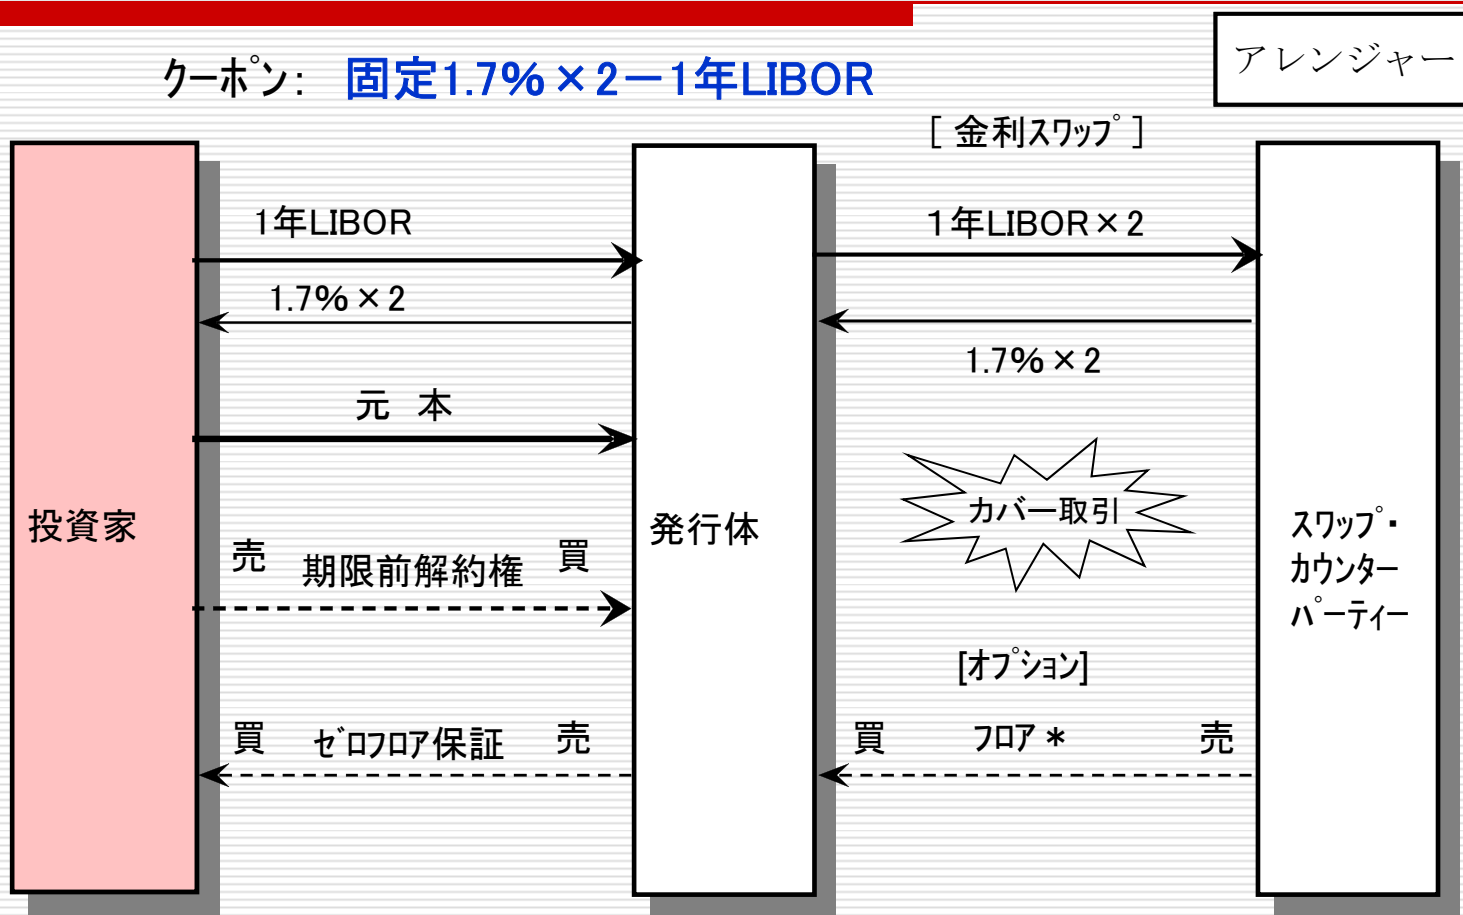 アレンジャー
クーポン: 固定1.7%×2－1年LIBOR
[ 金利スワップ ]
1年LIBOR
1年LIBOR×2
1.7%×2
1.7%×2
元 本
カバー取引
投資家
発行体
スワップ・
カウンター
パーティー
売 期限前解約権 買
[オプション]
買 ゼロフロア保証 売
買 フロア* 売